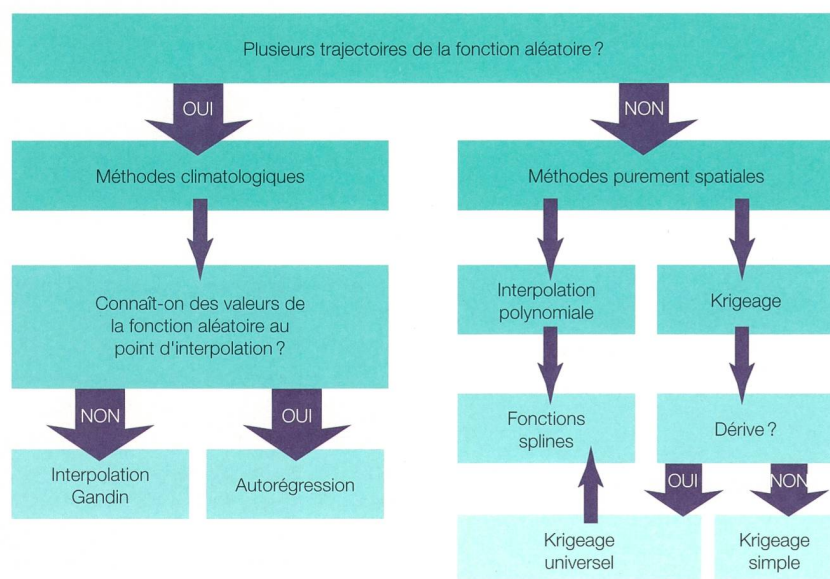 Plusieurs trajectoires de la fonction aléatoire ?
OUI
NON
Méthodes climatologiques
Méthodes purement spatiales
Connaît-on des valeurs de
la fonction aléatoire au
point d'interpolation ?
Interpolation
polynomiale
Krigeage
NON
OUI
Fonctions
splines
Dérive ?
Interpolation
Gandin
Autorégression
OUI
NON
Krigeage
universel
Krigeage
simple